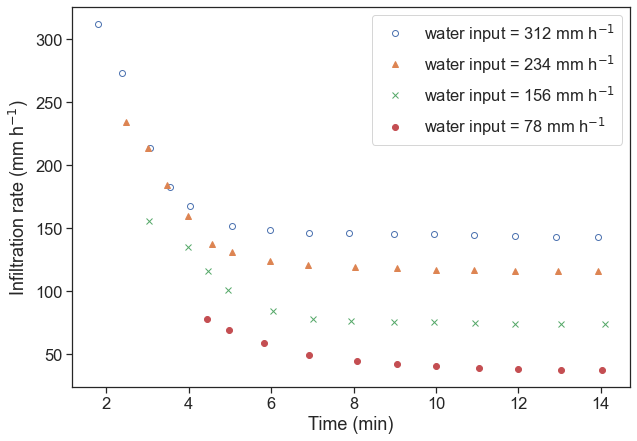 water input = 312 mm h⁻¹
water input = 234 mm h⁻¹
water input = 156 mm h⁻¹
water input = 78 mm h⁻¹
Infiltration rate (mm h⁻¹)
300
250
200
150
100
50
2 4 6 8 10 12 14
Time (min)